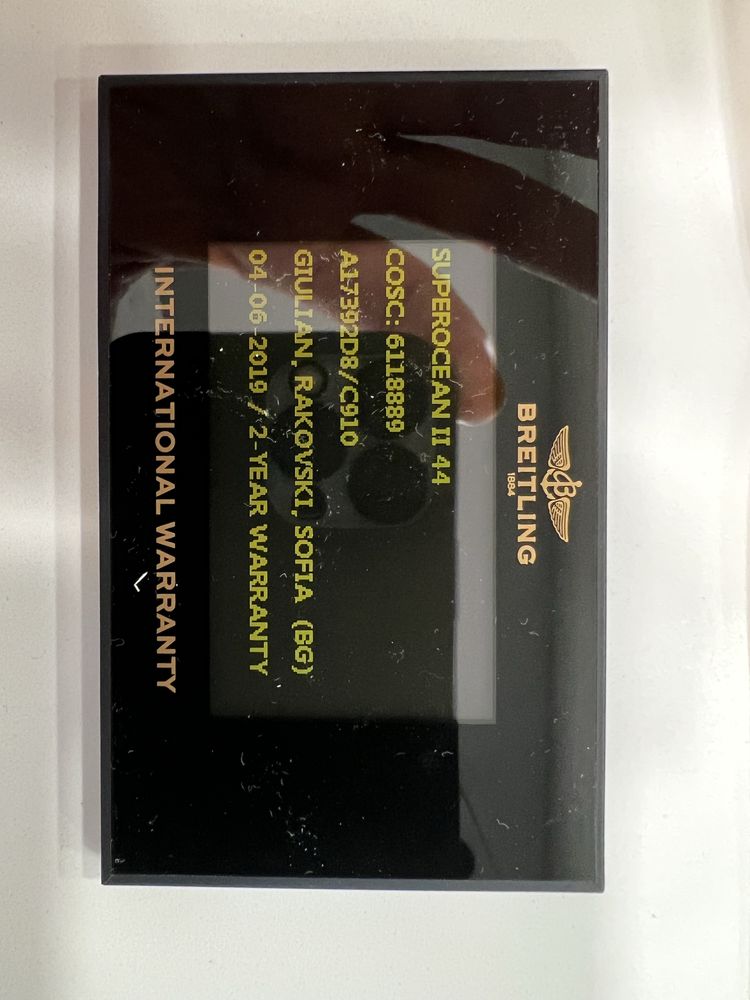 BREITLING
1884
SUPEROCEAN II 44
COSC: 6118889
A17392D8/C910
GIULIAN, RAKOVSKI, SOFIA (BG)
04-06-2019 / 2-YEAR WARRANTY
INTERNATIONAL WARRANTY